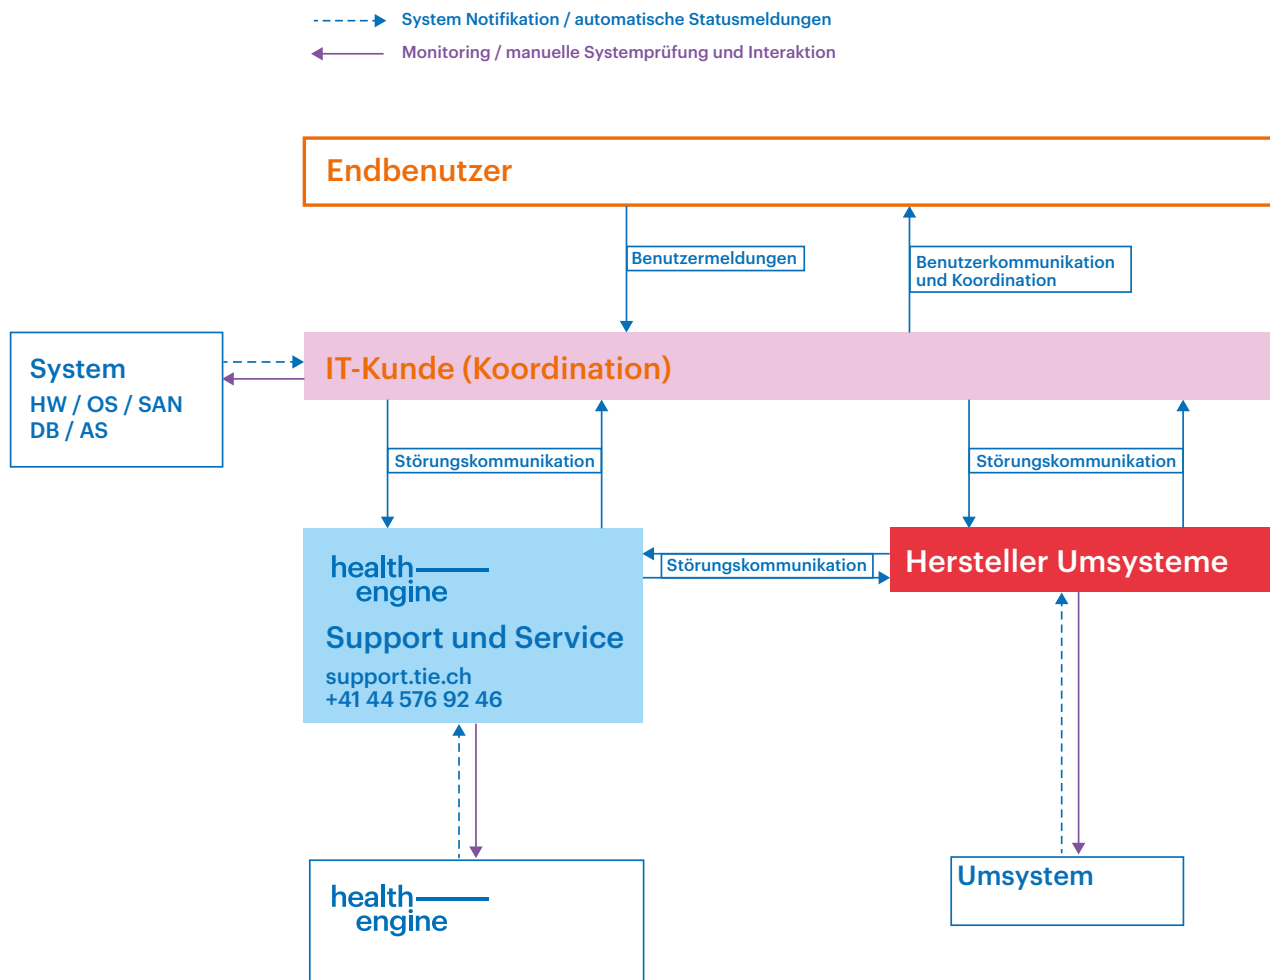 System Notifikation / automatische Statusmeldungen
Monitoring / manuelle Systemprüfung und Interaktion
Endbenutzer
Benutzermeldungen
Benutzerkommunikation
und Koordination
System
HW / OS / SAN
DB / AS
IT-Kunde (Koordination)
Störungskommunikation
Störungskommunikation
health
engine
Support und Service
support.tie.ch
+41 44 576 92 46
Störungskommunikation
Hersteller Umsysteme
health
engine
Umsystem